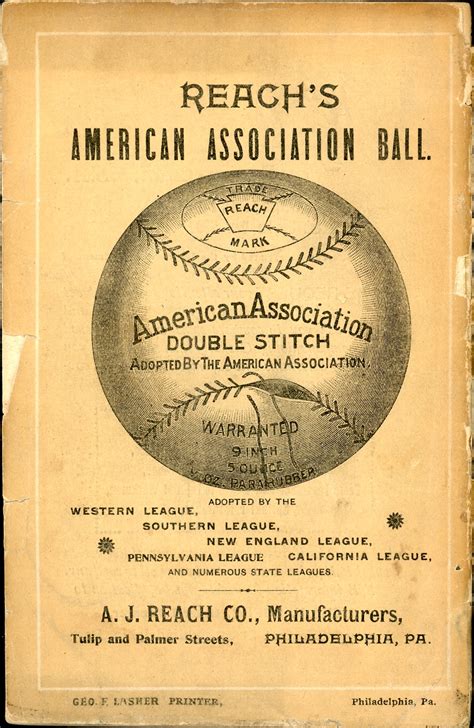 REACH'S
AMERICAN ASSOCIATION BALL.
TRADE
REACH
MARK
American Association
DOUBLE STITCH
ADOPTED BY THE AMERICAN ASSOCIATION.
WARRANTED
9 INCH
5 OUNCE
OZ. PARA RUBBER
ADOPTED BY THE
WESTERN LEAGUE,
SOUTHERN LEAGUE,
NEW ENGLAND LEAGUE,
PENNSYLVANIA LEAGUE CALIFORNIA LEAGUE,
AND NUMEROUS STATE LEAGUES.
A. J. REACH CO., Manufacturers,
Tulip and Palmer Streets, PHILADELPHIA, PA.
GEO. F. LASHER PRINTER, Philadelphia, Pa.